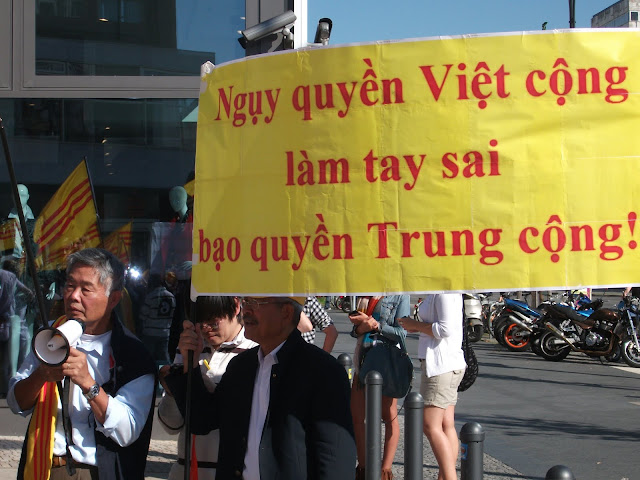 Ngụy quyền Việt cộng
làm tay sai
bạo quyền Trung cộng!